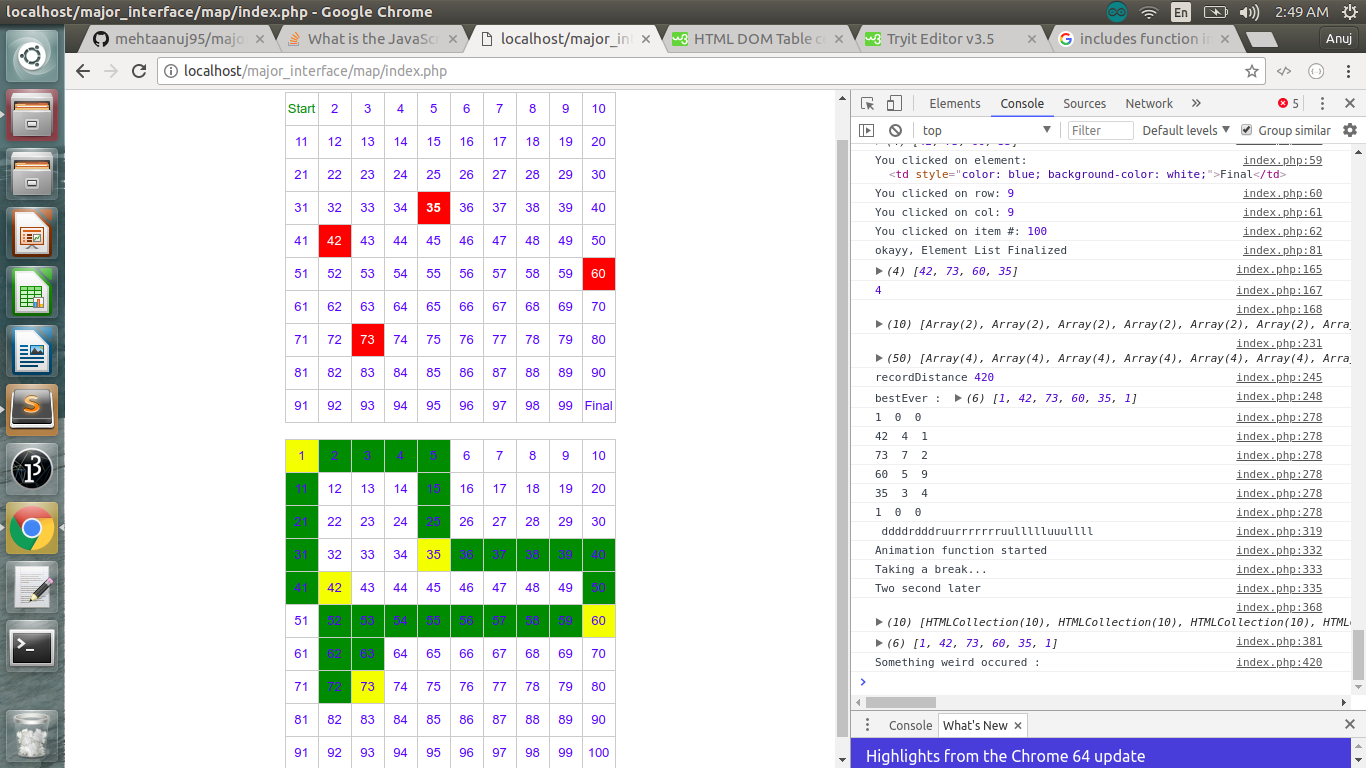 localhost/major_interface/map/index.php - Google Chrome
En
2:49 AM
mehtaanuj95/majo
What is the JavaScr
localhost/major_in
HTML DOM Table c
Tryit Editor v3.5
includes function in
Anuj
localhost/major_interface/map/index.php
Start 2 3 4 5 6 7 8 9 10
11 12 13 14 15 16 17 18 19 20
21 22 23 24 25 26 27 28 29 30
31 32 33 34 35 36 37 38 39 40
41 42 43 44 45 46 47 48 49 50
51 52 53 54 55 56 57 58 59 60
61 62 63 64 65 66 67 68 69 70
71 72 73 74 75 76 77 78 79 80
81 82 83 84 85 86 87 88 89 90
91 92 93 94 95 96 97 98 99 Final
1 2 3 4 5 6 7 8 9 10
11 12 13 14 15 16 17 18 19 20
21 22 23 24 25 26 27 28 29 30
31 32 33 34 35 36 37 38 39 40
41 42 43 44 45 46 47 48 49 50
51 52 53 54 55 56 57 58 59 60
61 62 63 64 65 66 67 68 69 70
71 72 73 74 75 76 77 78 79 80
81 82 83 84 85 86 87 88 89 90
91 92 93 94 95 96 97 98 99 100
Elements Console Sources Network » 5
top Filter Default levels Group similar
You clicked on element: index.php:59
<td style="color: blue; background-color: white;">Final</td>
You clicked on row: 9 index.php:60
You clicked on col: 9 index.php:61
You clicked on item #: 100 index.php:62
okayy, Element List Finalized index.php:81
(4) [42, 73, 60, 35] index.php:165
4 index.php:167
index.php:168
(10) [Array(2), Array(2), Array(2), Array(2), Array(2), Array(2), Arra
index.php:231
(50) [Array(4), Array(4), Array(4), Array(4), Array(4), Array(4), Arra
recordDistance 420 index.php:245
bestEver : (6) [1, 42, 73, 60, 35, 1] index.php:248
1 0 0 index.php:278
42 4 1 index.php:278
73 7 2 index.php:278
60 5 9 index.php:278
35 3 4 index.php:278
1 0 0 index.php:278
ddddrdddruurrrrrrruullllluuullll index.php:319
Animation function started index.php:332
Taking a break... index.php:333
Two second later index.php:335
index.php:368
(10) [HTMLCollection(10), HTMLCollection(10), HTMLCollection(10), HTML
(6) [1, 42, 73, 60, 35, 1] index.php:381
Something weird occured : index.php:420
Console What's New
Highlights from the Chrome 64 update